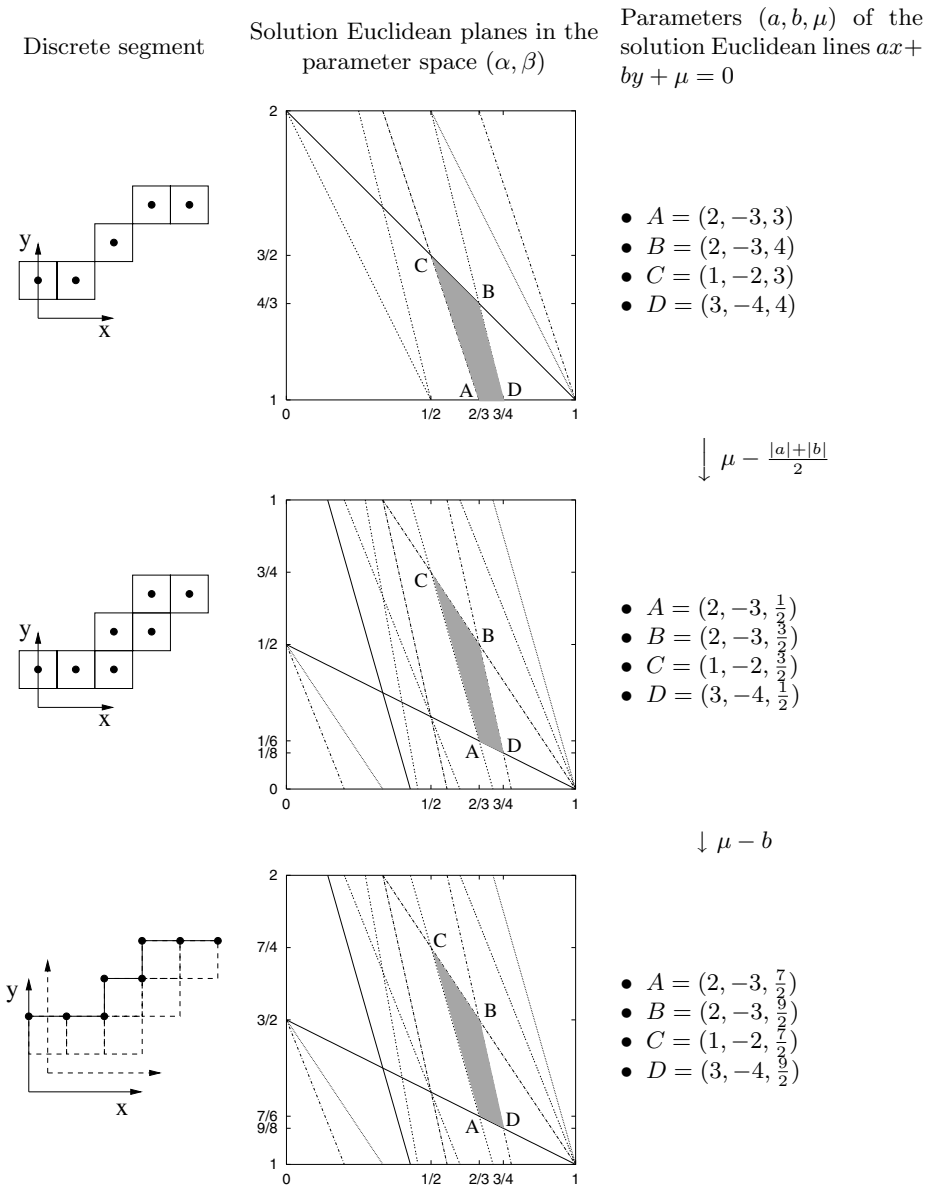 Discrete segment
Solution Euclidean planes in the
parameter space (α, β)
Parameters (a, b, μ) of the
solution Euclidean lines ax+
by + μ = 0
y
x
2
3/2
4/3
1
0
1/2
2/3
3/4
1
C
B
A
D
• A = (2, −3, 3)
• B = (2, −3, 4)
• C = (1, −2, 3)
• D = (3, −4, 4)
↓ μ − (|a|+|b|)/2
y
x
1
3/4
1/2
1/6
1/8
0
0
1/2
2/3
3/4
1
C
B
A
D
• A = (2, −3, 1/2)
• B = (2, −3, 3/2)
• C = (1, −2, 3/2)
• D = (3, −4, 1/2)
↓ μ − b
y
x
2
7/4
3/2
7/6
9/8
1
0
1/2
2/3
3/4
1
C
B
A
D
• A = (2, −3, 7/2)
• B = (2, −3, 9/2)
• C = (1, −2, 7/2)
• D = (3, −4, 9/2)